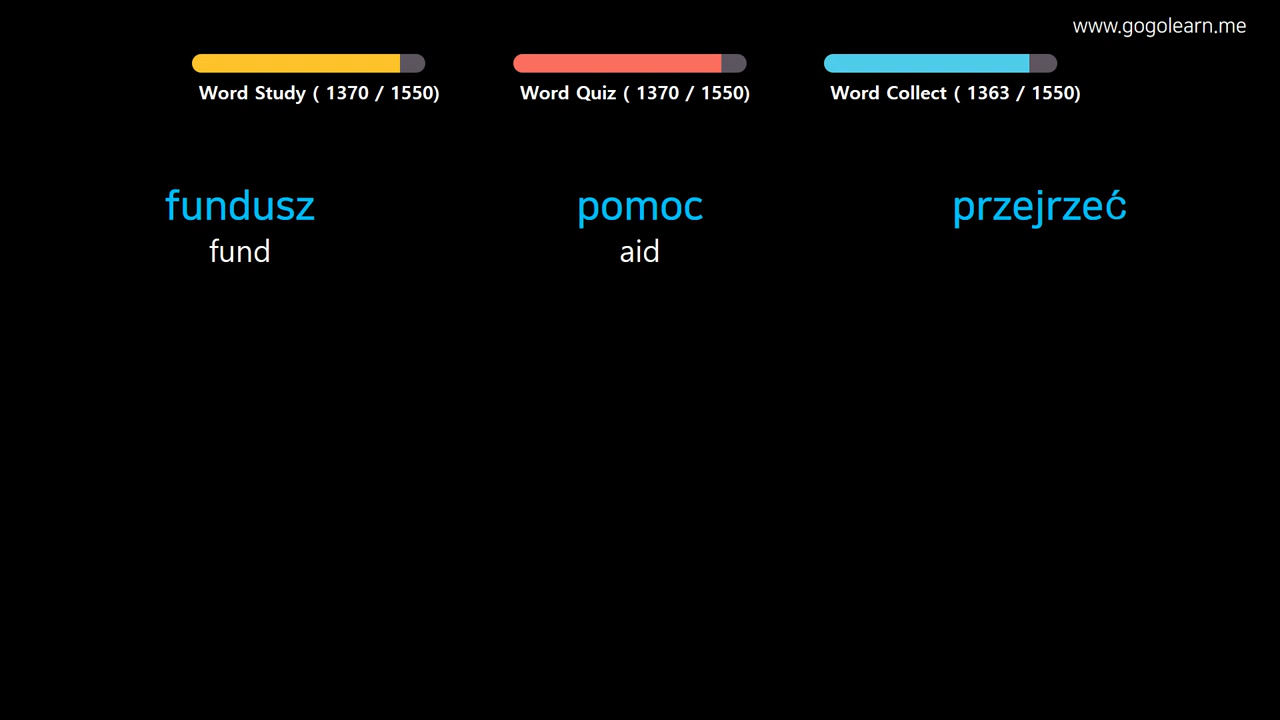 www.gogolearn.me
Word Study ( 1370 / 1550)
Word Quiz ( 1370 / 1550)
Word Collect ( 1363 / 1550)
fundusz
pomoc
przejrzeć
fund
aid